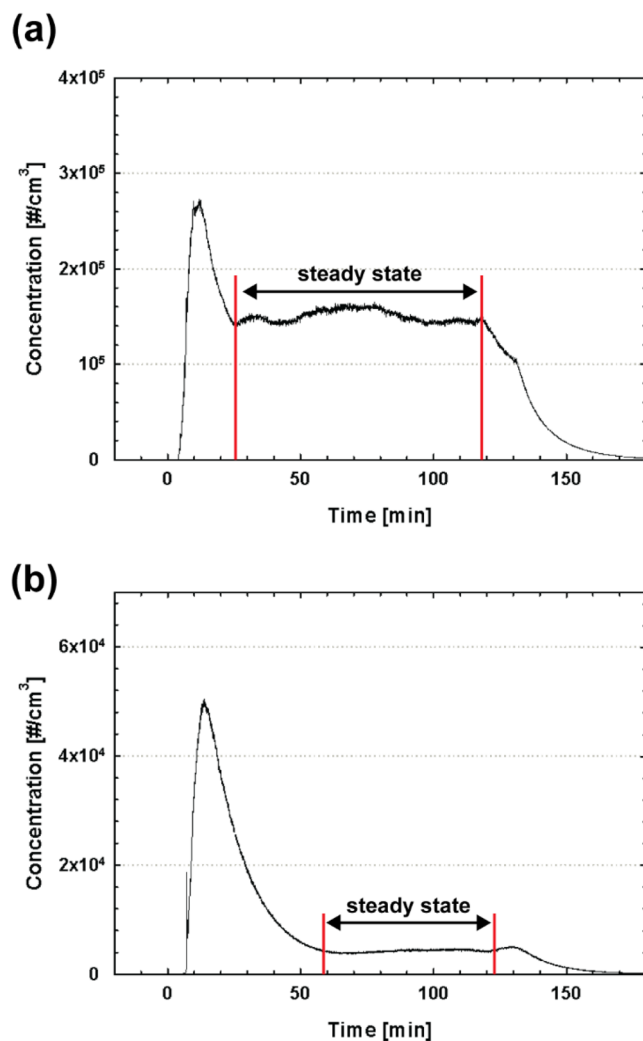 (a)
Concentration [#/cm³]
4x10⁵
3x10⁵
2x10⁵
10⁵
0
steady state
0 50 100 150
Time [min]
(b)
Concentration [#/cm³]
6x10⁴
4x10⁴
2x10⁴
0
steady state
0 50 100 150
Time [min]